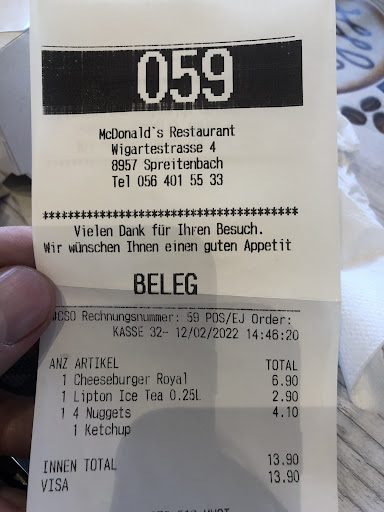 059
McDonald`s Restaurant
Wigartestrasse 4
8957 Spreitenbach
Tel 056 401 55 33
****************************************
Vielen Dank für Ihren Besuch.
Wir wünschen Ihnen einen guten Appetit
BELEG
Rechnungsnummer: 59 POS/EJ Order:
KASSE 32- 12/02/2022 14:46:20
ANZ ARTIKEL TOTAL
1 Cheeseburger Royal 6.90
1 Lipton Ice Tea 0.25L 2.90
1 4 Nuggets 4.10
1 Ketchup
INNEN TOTAL 13.90
VISA 13.90